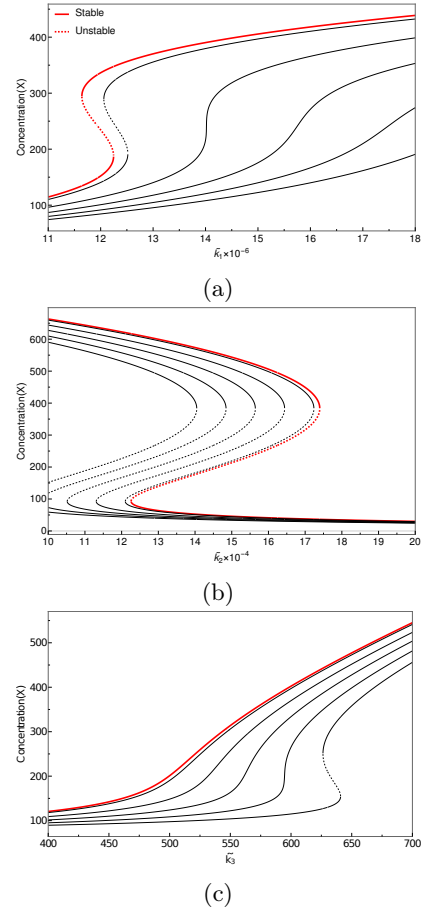 Stable
Unstable
Concentration(X)
400
300
200
100
11 12 13 14 15 16 17 18
k̃₁×10⁻⁶
(a)
Concentration(X)
600
500
400
300
200
100
0
10 11 12 13 14 15 16 17 18 19 20
k̃₂×10⁻⁴
(b)
Concentration(X)
500
400
300
200
100
400 450 500 550 600 650 700
k̃₃
(c)